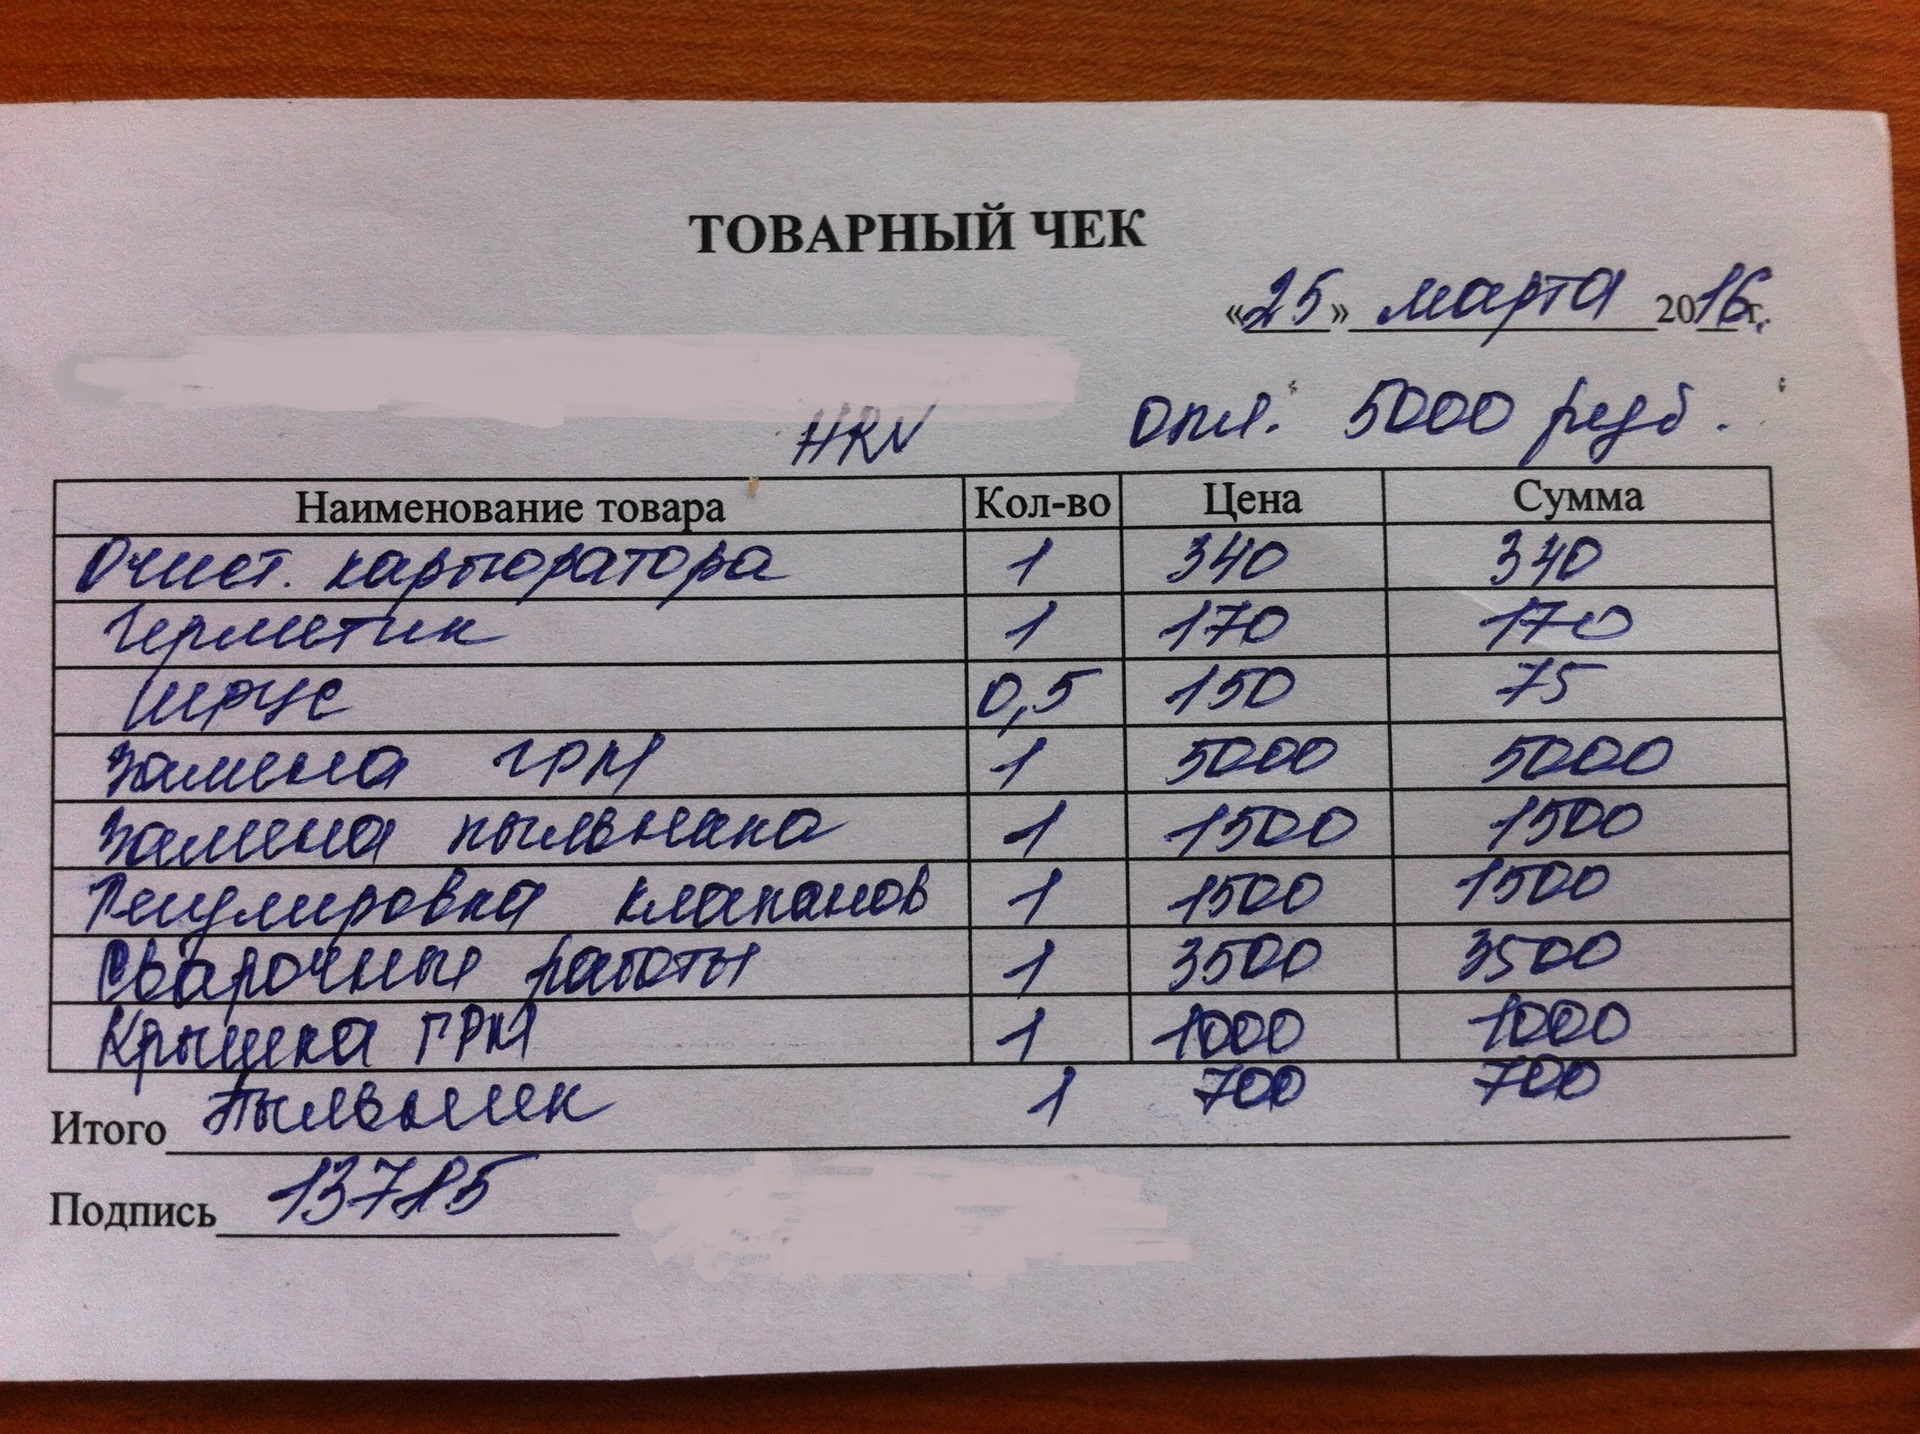 ТОВАРНЫЙ ЧЕК
«25» марта 2016г.
HRV опл. 5000 руб.
Наименование товара Кол-во Цена Сумма
Очист. карбюратора 1 340 340
Герметик 1 170 170
Шрус 0,5 150 75
Замена ГРМ 1 5000 5000
Замена пыльника 1 1500 1500
Регулировка клапанов 1 1500 1500
Сварочные работы 1 3500 3500
Крышка ГРМ 1 1000 1000
Итого Пыльник 1 700 700
Подпись 13785